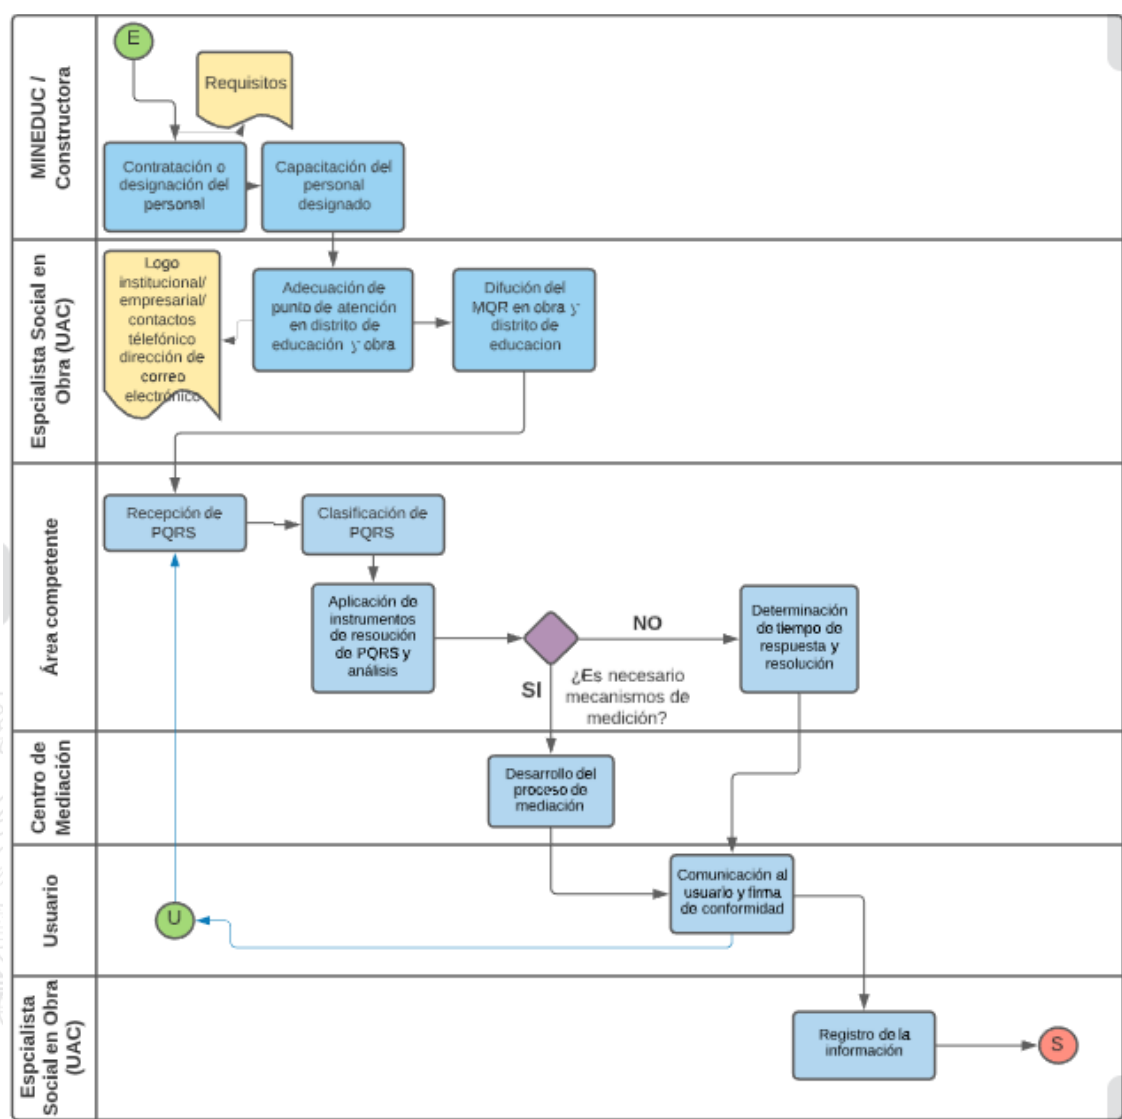 MINEDUC /
Constructora
E
Requisitos
Contratación o
designación del
personal
Capacitación del
personal
designado
Espcialista Social en
Obra (UAC)
Logo
institucional/
empresarial/
contactos
télefónico
dirección de
correo
electrónico
Adecuación de
punto de atención
en distrito de
educación y obra
Difución del
MQR en obra y
distrito de
educacion
Área competente
Recepción de
PQRS
Clasificación de
PQRS
Aplicación de
instrumentos
de resoución
de PQRS y
análisis
NO
SI
¿Es necesario
mecanismos de
medición?
Determinación
de tiempo de
respuesta y
resolución
Centro de
Mediación
Desarrollo del
proceso de
mediación
Usuario
U
Comunicación al
usuario y firma
de conformidad
Espcialista
Social en Obra
(UAC)
Registro de la
información
S